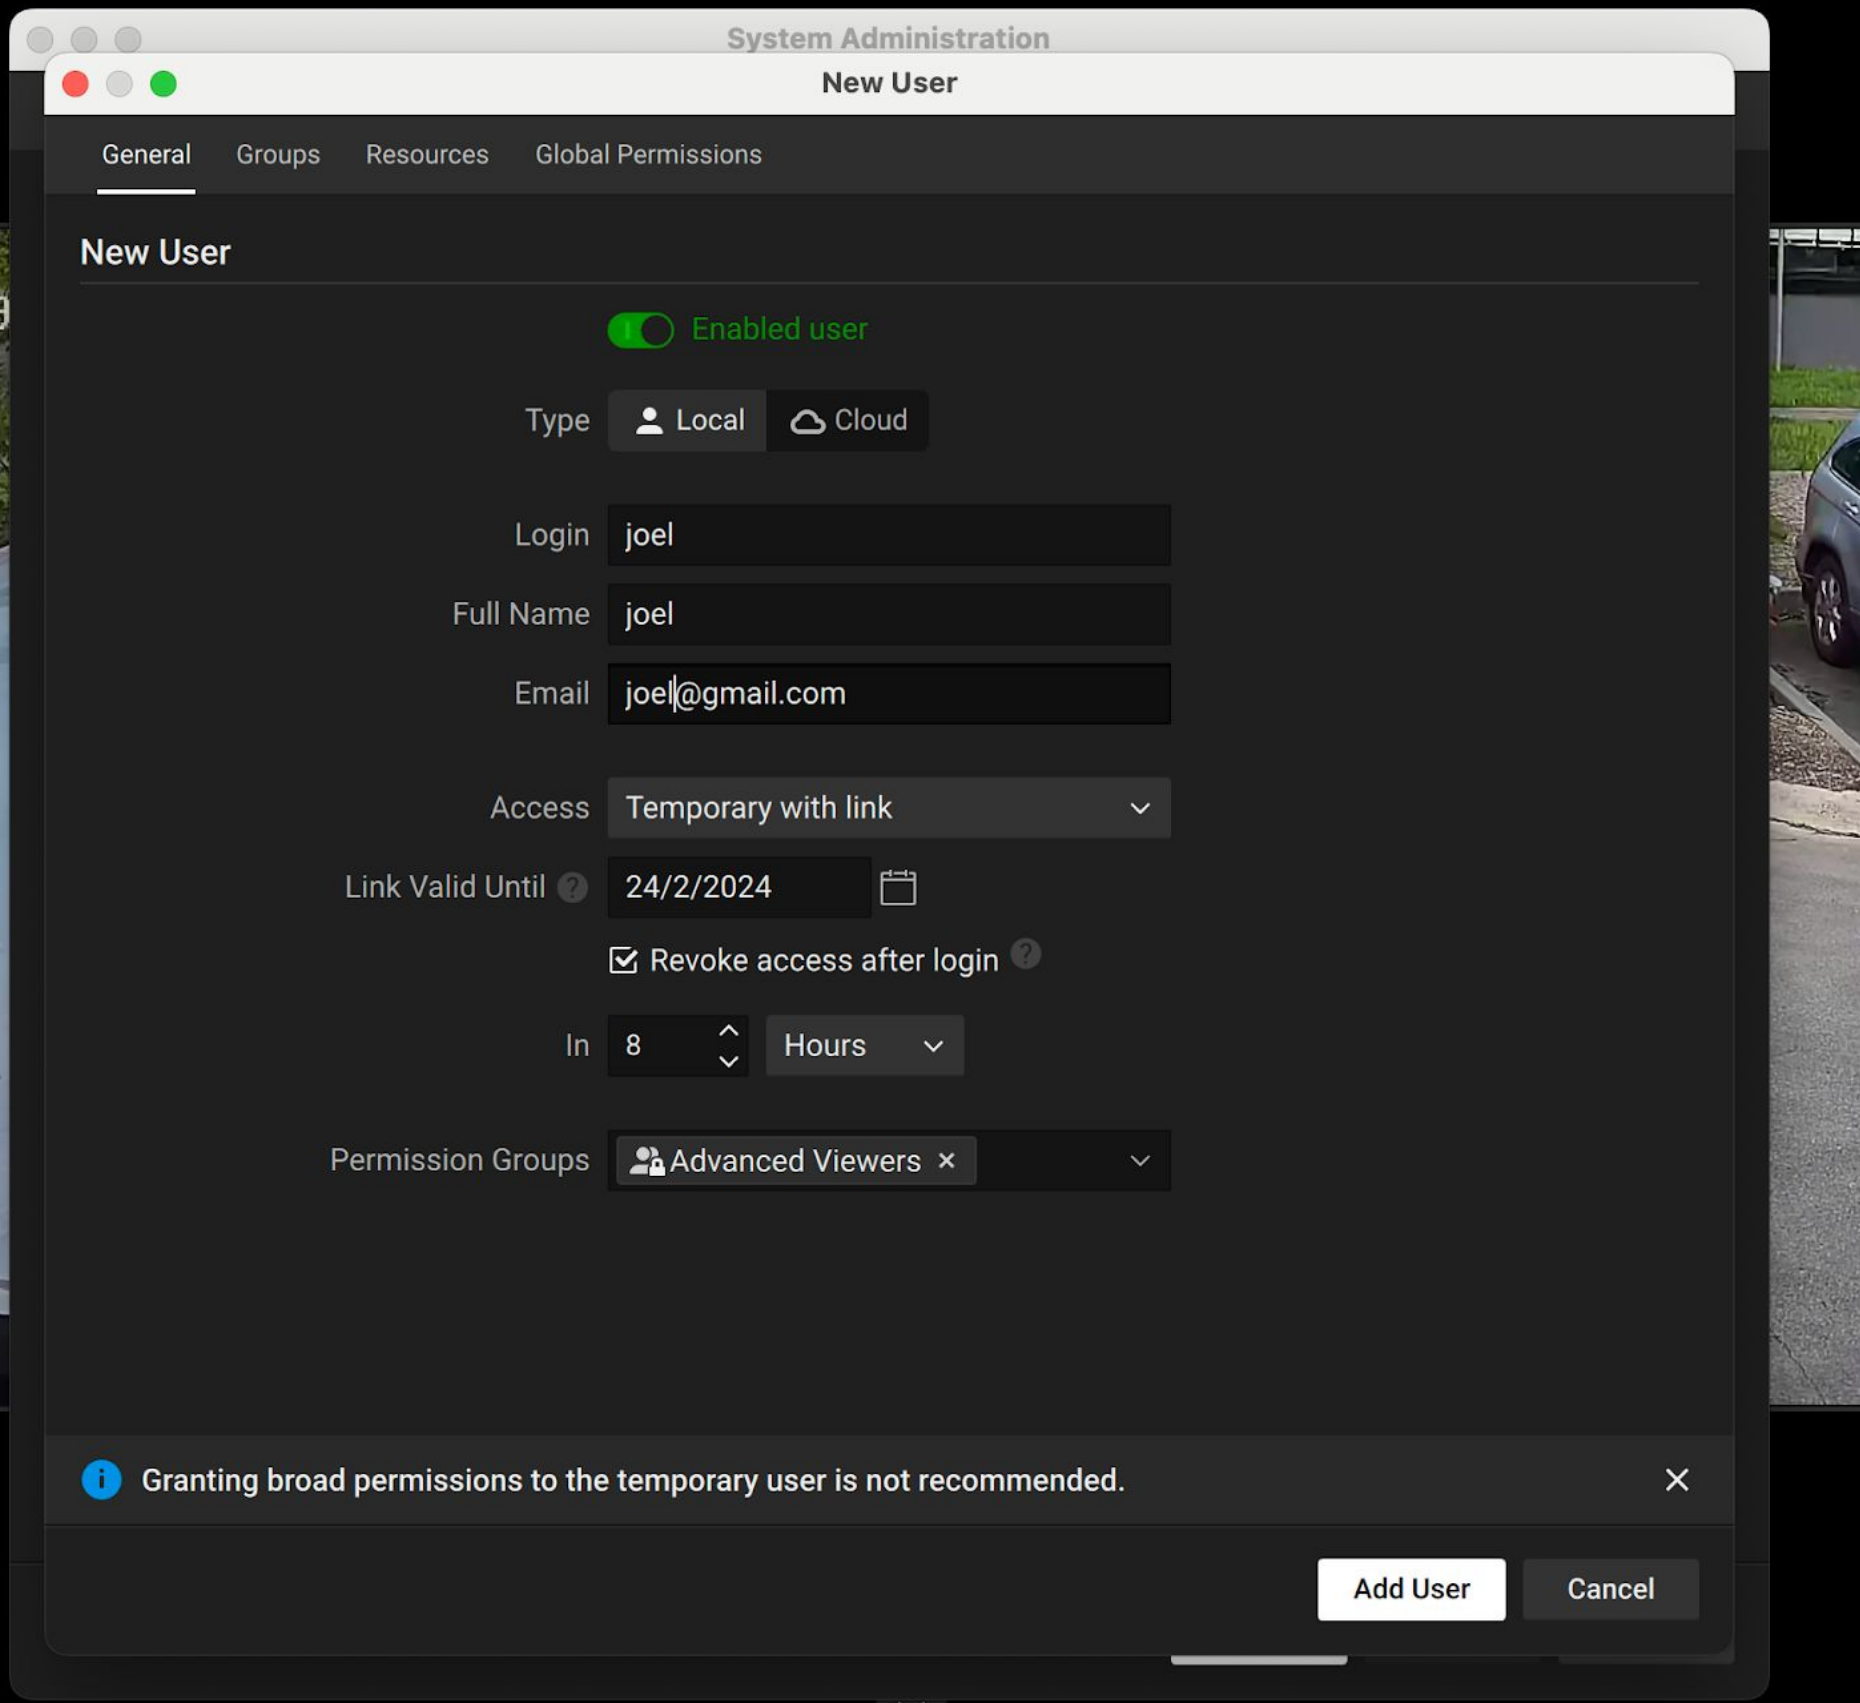 System Administration
New User
General Groups Resources Global Permissions
New User
Enabled user
Type Local Cloud
Login joel
Full Name joel
Email joel@gmail.com
Access Temporary with link
Link Valid Until ? 24/2/2024
Revoke access after login ?
In 8 Hours
Permission Groups Advanced Viewers
Granting broad permissions to the temporary user is not recommended.
Add User Cancel